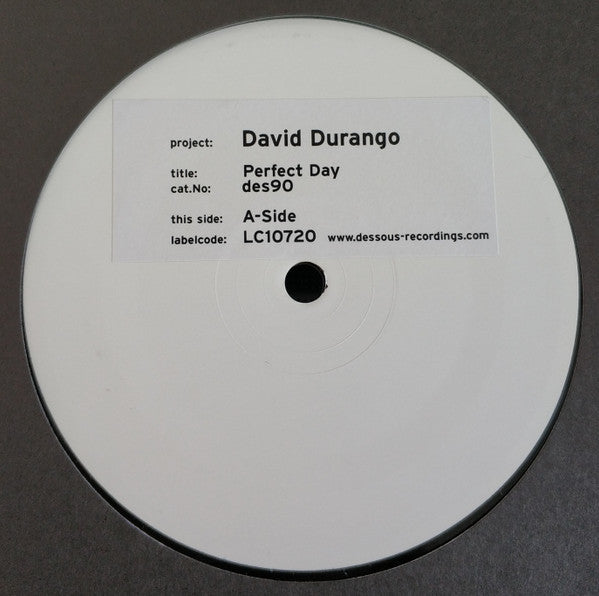 project: David Durango
title: Perfect Day
cat.No: des90
this side: A-Side
labelcode: LC10720 www.dessous-recordings.com